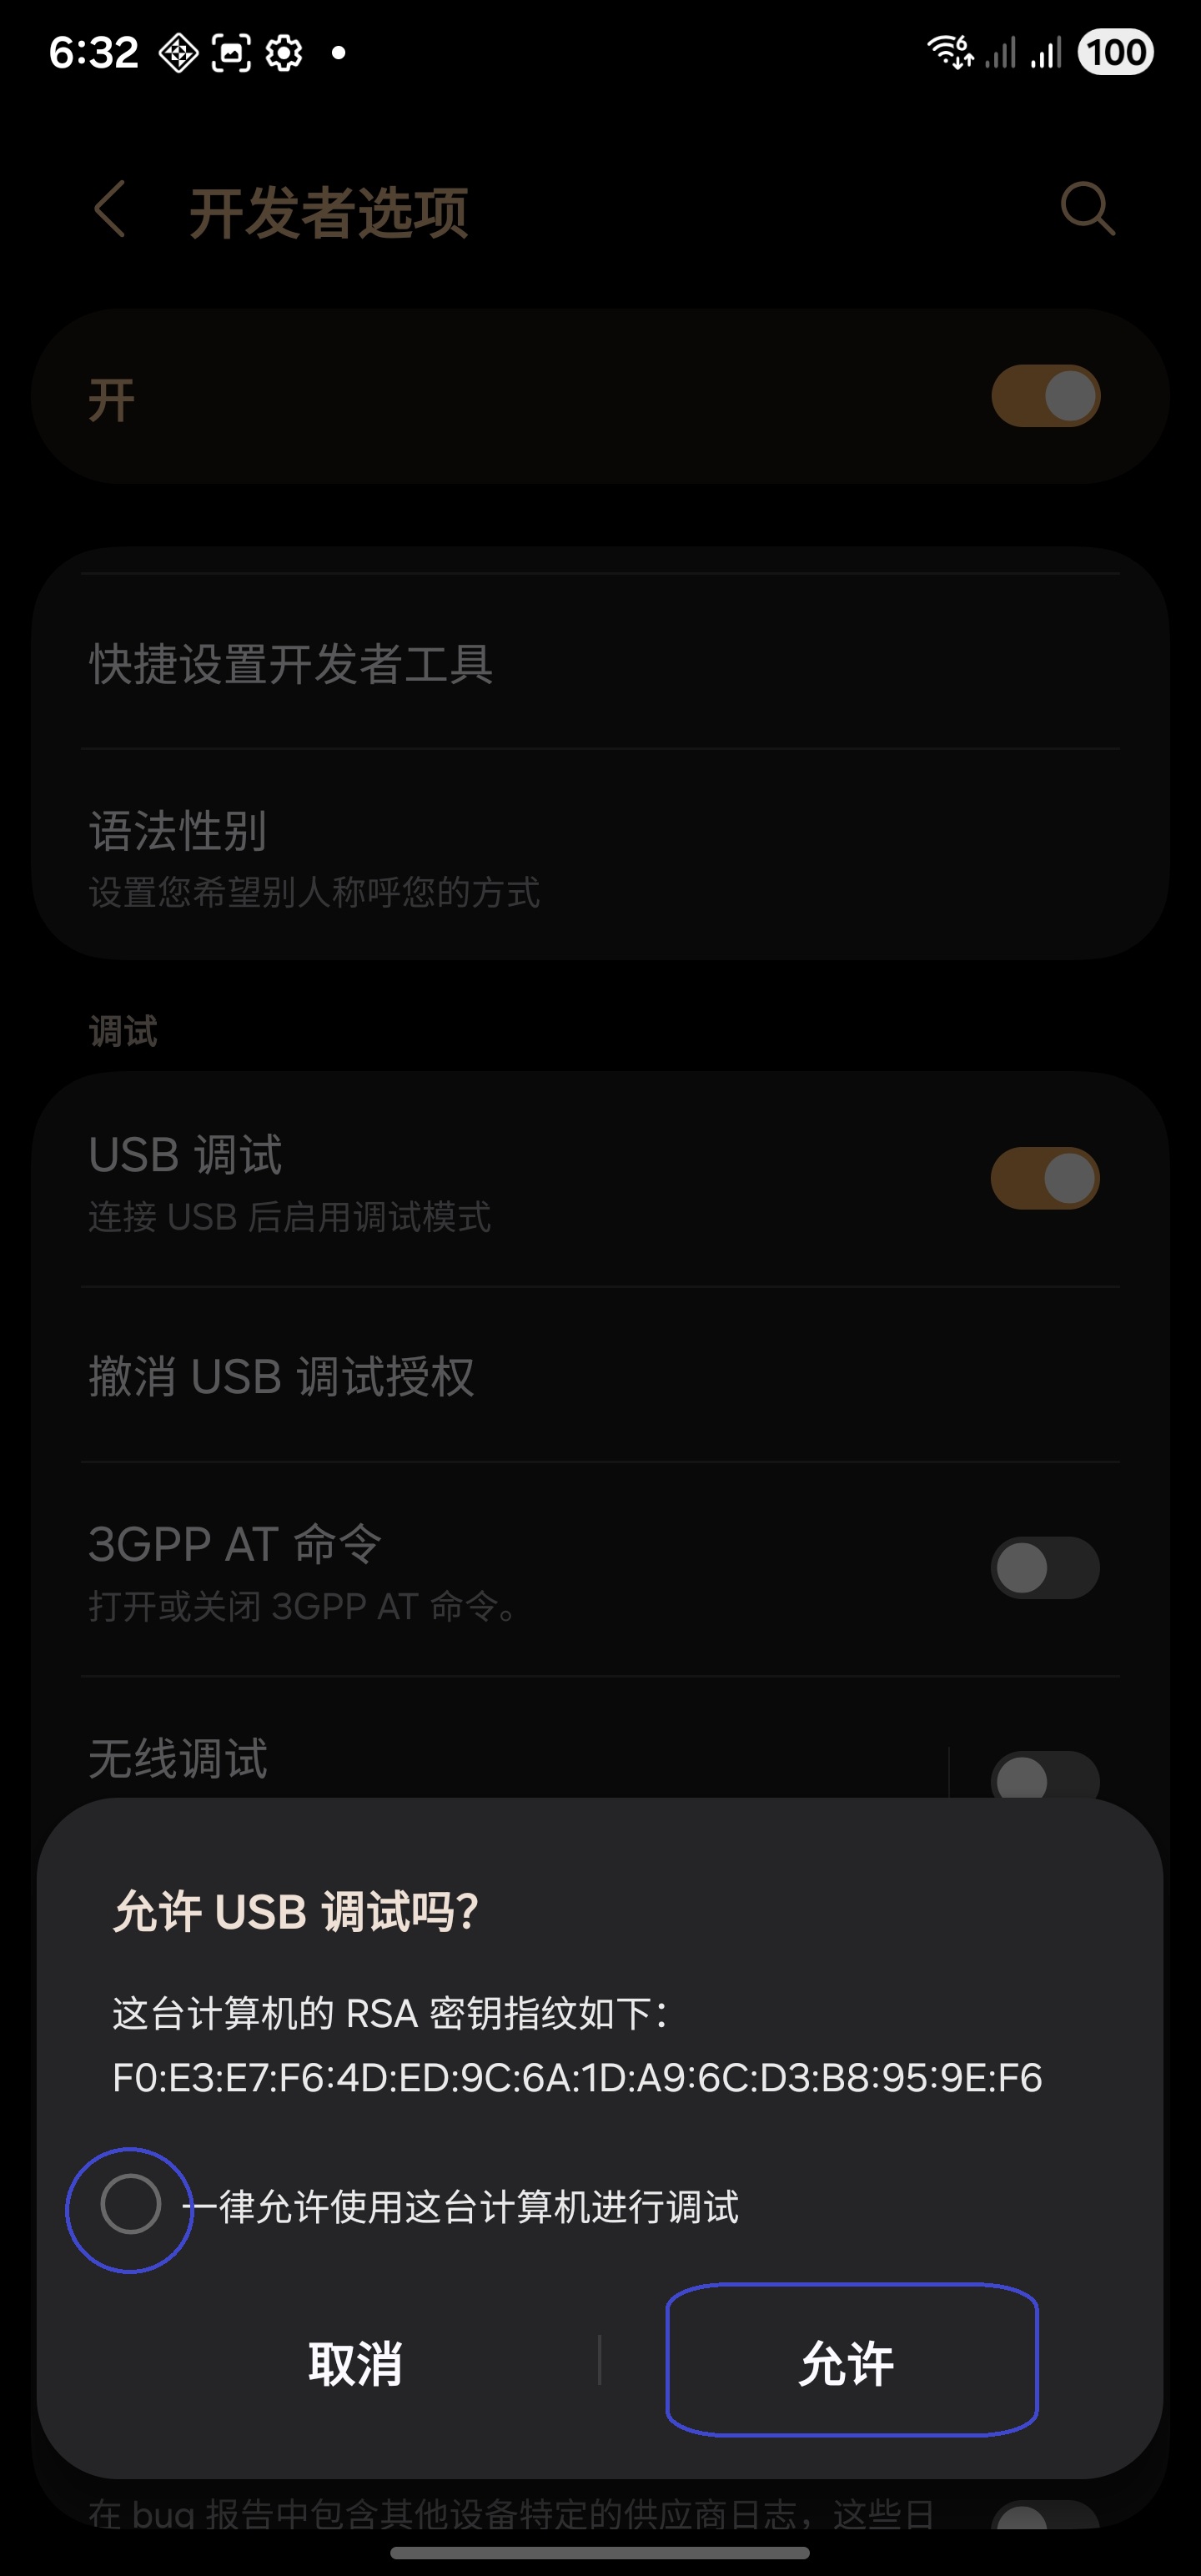 6:32
6
100
开发者选项
开
快捷设置开发者工具
语法性别
设置您希望别人称呼您的方式
调试
USB 调试
连接 USB 后启用调试模式
撤消 USB 调试授权
3GPP AT 命令
打开或关闭 3GPP AT 命令。
无线调试
允许 USB 调试吗？
这台计算机的 RSA 密钥指纹如下：
F0:E3:E7:F6:4D:ED:9C:6A:1D:A9:6C:D3:B8:95:9E:F6
一律允许使用这台计算机进行调试
取消
允许
在 bug 报告中包含其他设备特定的供应商日志，这些日